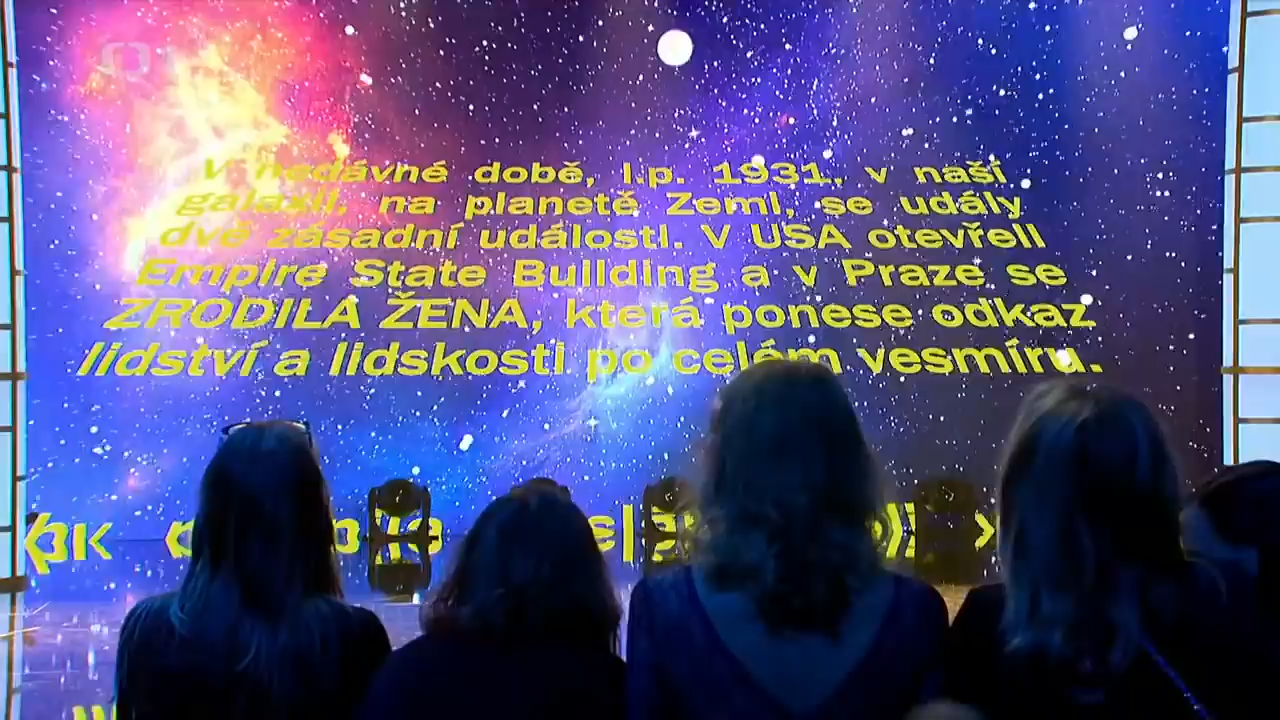 V nedávné době, l.p. 1931, v naší
galaxii, na planetě Zemi, se udály
dvě zásadní události. V USA otevřeli
Empire State Building a v Praze se
ZRODILA ŽENA, která ponese odkaz
lidství a lidskosti po celém vesmíru.